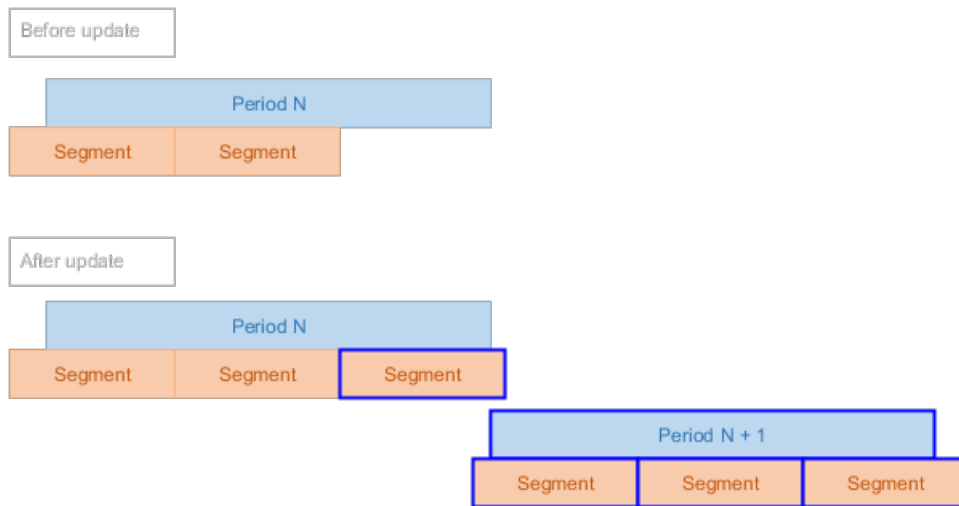 Before update
Period N
Segment Segment
After update
Period N
Segment Segment Segment
Period N + 1
Segment Segment Segment